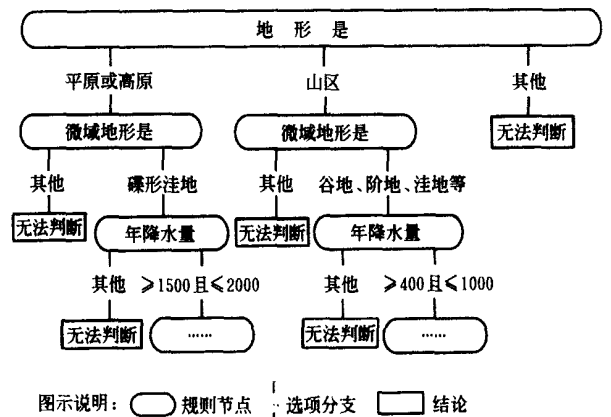 地形是
平原或高原 山区 其他
微域地形是 微域地形是 无法判断
其他 碟形洼地 其他 谷地、阶地、洼地等
无法判断 年降水量 无法判断 年降水量
其他 ≥1500且≤2000 其他 ≥400且≤1000
无法判断 …… 无法判断 ……
图示说明： 规则节点 选项分支 结论